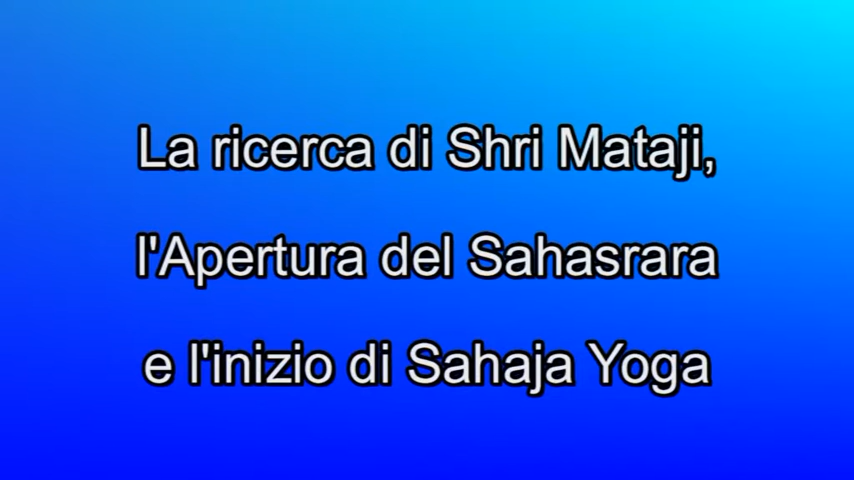 La ricerca di Shri Mataji,
l'Apertura del Sahasrara
e l'inizio di Sahaja Yoga